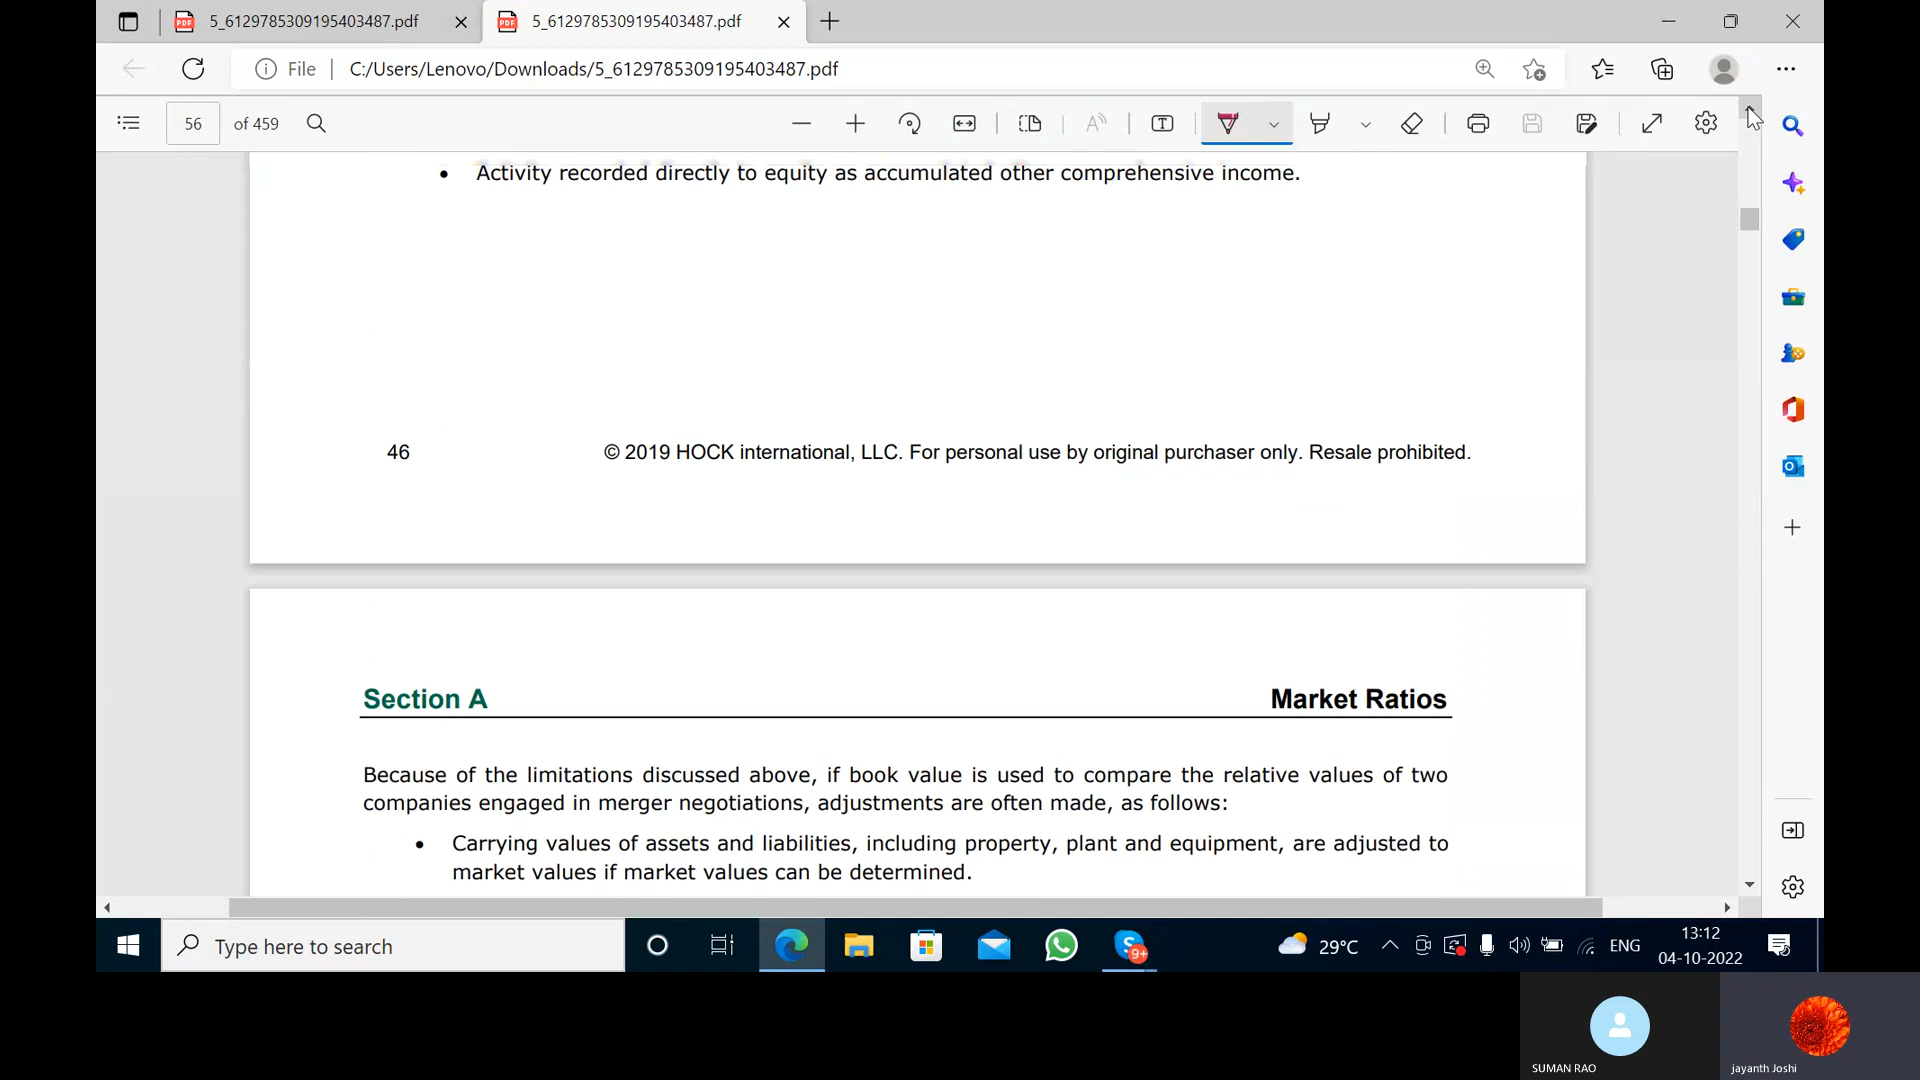 5_6129785309195403487.pdf
5_6129785309195403487.pdf
File
C:/Users/Lenovo/Downloads/5_6129785309195403487.pdf
56 of 459
• Activity recorded directly to equity as accumulated other comprehensive income.
46 © 2019 HOCK international, LLC. For personal use by original purchaser only. Resale prohibited.
Section A Market Ratios
Because of the limitations discussed above, if book value is used to compare the relative values of two
companies engaged in merger negotiations, adjustments are often made, as follows:
• Carrying values of assets and liabilities, including property, plant and equipment, are adjusted to
market values if market values can be determined.
Type here to search
9+
29°C
ENG
13:12
04-10-2022
SUMAN RAO
jayanth Joshi